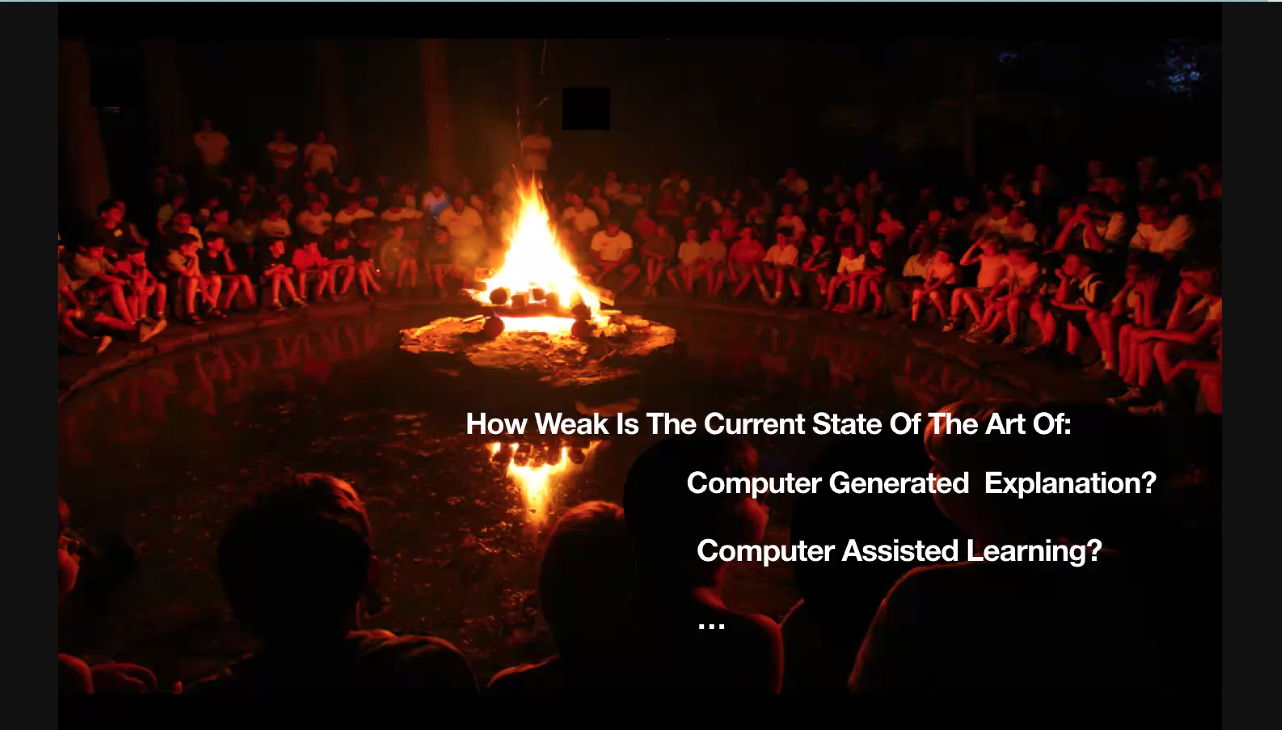 How Weak Is The Current State Of The Art Of:
Computer Generated  Explanation?
Computer Assisted Learning?
...